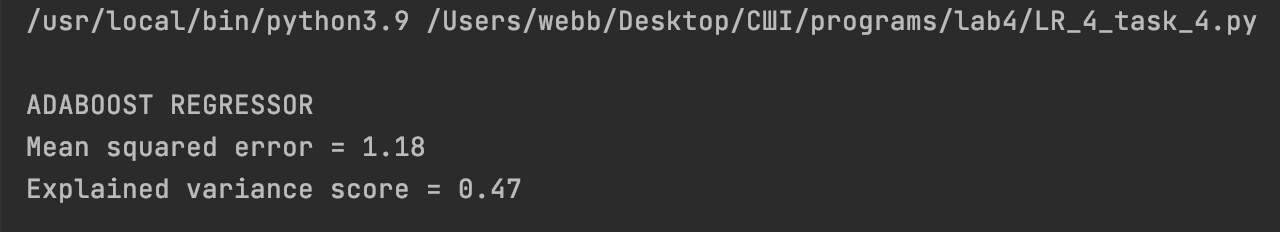 /usr/local/bin/python3.9 /Users/webb/Desktop/СШІ/programs/lab4/LR_4_task_4.py
ADABOOST REGRESSOR
Mean squared error = 1.18
Explained variance score = 0.47